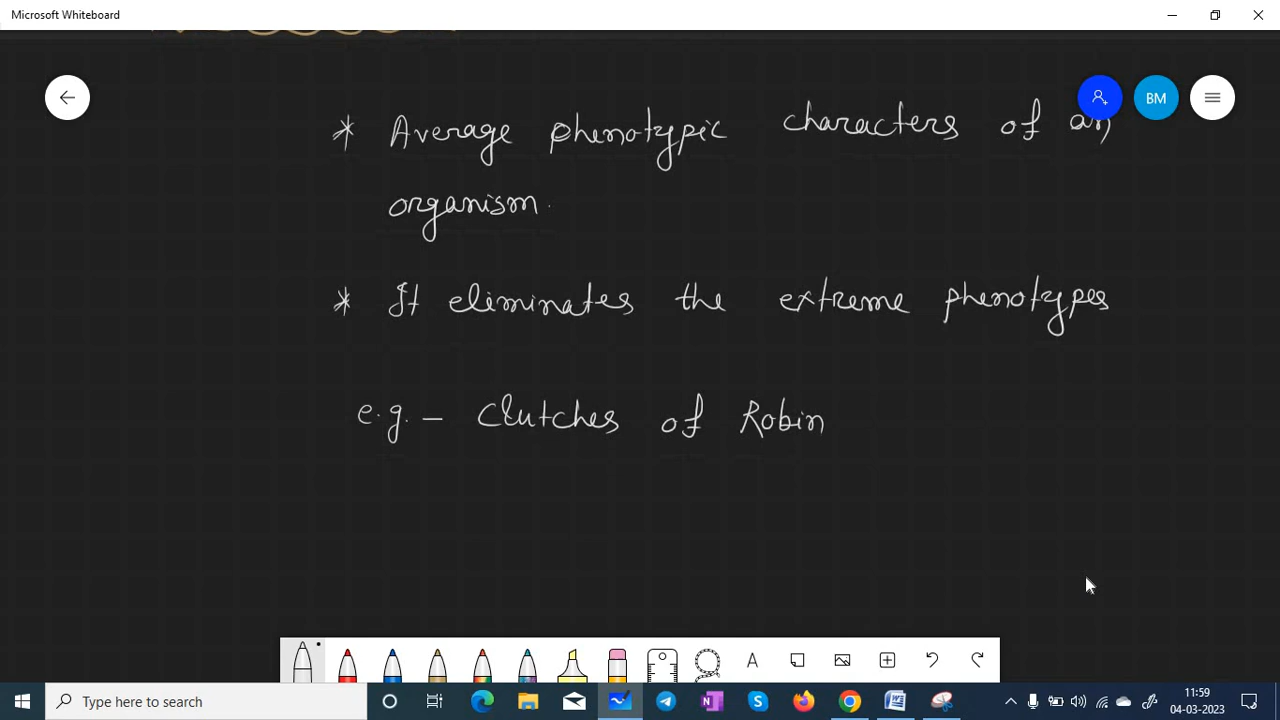 Microsoft Whiteboard
BM
* Average phenotypic characters of an
organism.
* It eliminates the extreme phenotypes
e.g. – Clutches of Robin
A
Type here to search
11:59
04-03-2023